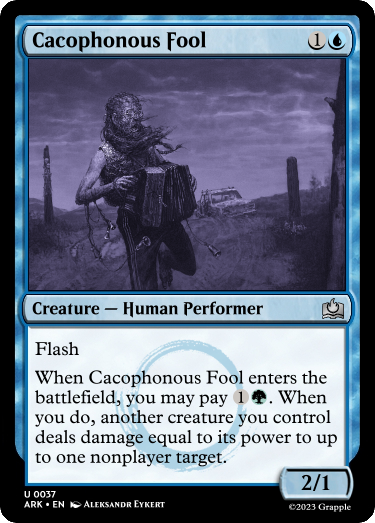 Cacophonous Fool 1
Creature — Human Performer
Flash
When Cacophonous Fool enters the
battlefield, you may pay 1. When
you do, another creature you control
deals damage equal to its power to up
to one nonplayer target.
2/1
U 0037
ARK • EN Aleksandr Eykert
©2023 Grapple